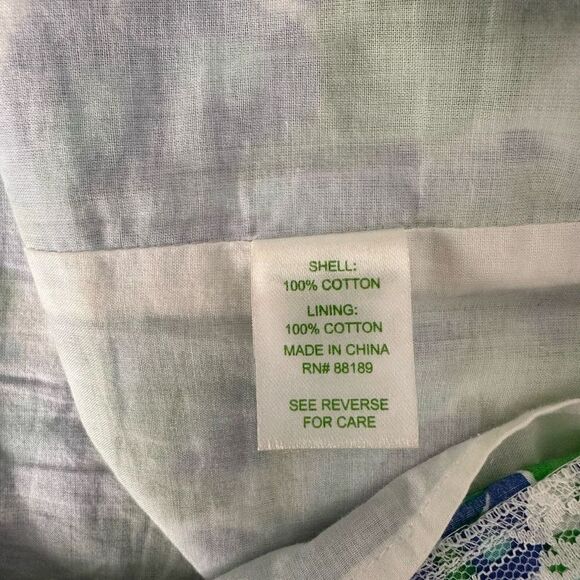 SHELL:
100% COTTON
LINING:
100% COTTON
MADE IN CHINA
RN# 88189
SEE REVERSE
FOR CARE